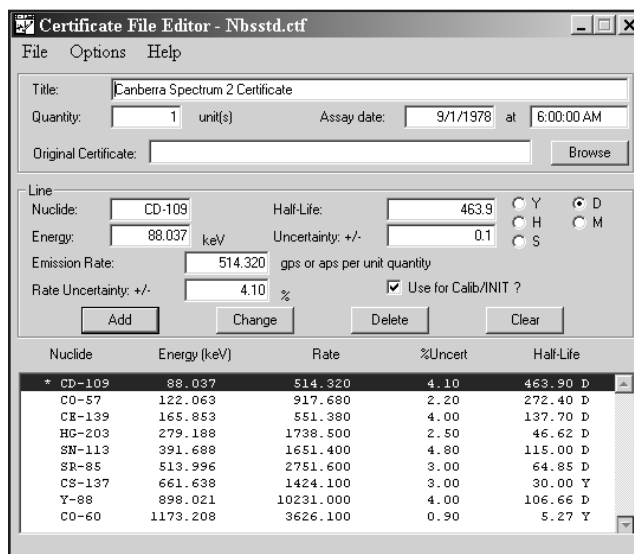 Certificate File Editor - Nbsstd.ctf
File Options Help
Title: Canberra Spectrum 2 Certificate
Quantity: 1 unit(s) Assay date: 9/1/1978 at 6:00:00 AM
Original Certificate: Browse
Line
Nuclide: CD-109 Half-Life: 463.9 Y D
Energy: 88.037 keV Uncertainty: +/- 0.1 H M
S
Emission Rate: 514.320 gps or aps per unit quantity
Rate Uncertainty: +/- 4.10 % Use for Calib/INIT ?
Add Change Delete Clear
Nuclide Energy (keV) Rate %Uncert Half-Life
* CD-109 88.037 514.320 4.10 463.90 D
CO-57 122.063 917.680 2.20 272.40 D
CE-139 165.853 551.380 4.00 137.70 D
HG-203 279.188 1738.500 2.50 46.62 D
SN-113 391.688 1651.400 4.80 115.00 D
SR-85 513.996 2751.600 3.00 64.85 D
CS-137 661.638 1424.100 3.00 30.00 Y
Y-88 898.021 10231.000 4.00 106.66 D
CO-60 1173.208 3626.100 0.90 5.27 Y